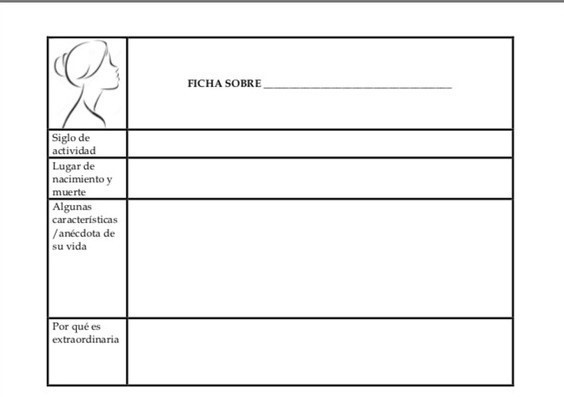 FICHA SOBRE ___________________________________
Siglo de
actividad
Lugar de
nacimiento y
muerte
Algunas
características
/anécdota de
su vida
Por qué es
extraordinaria